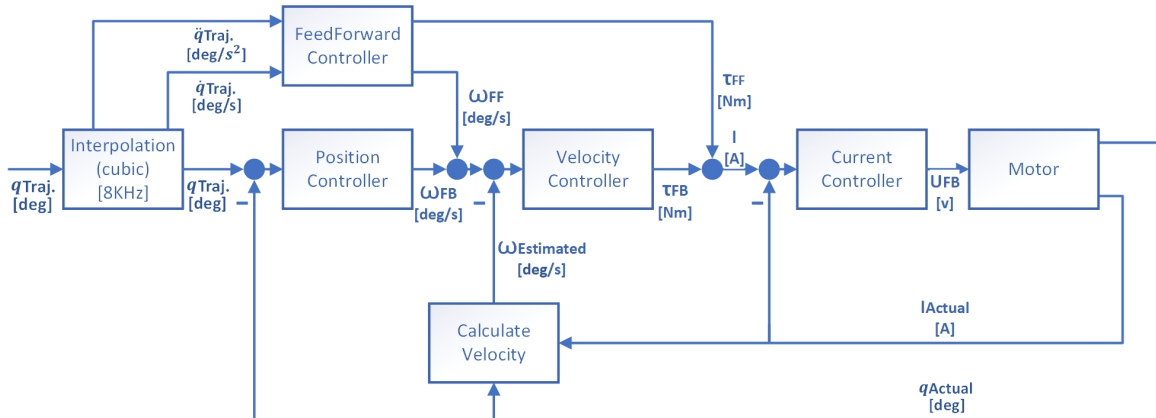 q̈Traj.
[deg/s²]
FeedForward
Controller
q̇Traj.
[deg/s]
ωFF
[deg/s]
τFF
[Nm]
Interpolation
(cubic)
[8KHz]
Position
Controller
Velocity
Controller
I
[A]
Current
Controller
Motor
qTraj.
[deg]
qTraj.
[deg]
−
ωFB
[deg/s]
−
τFB
[Nm]
−
UFB
[v]
ωEstimated
[deg/s]
Calculate
Velocity
IActual
[A]
qActual
[deg]